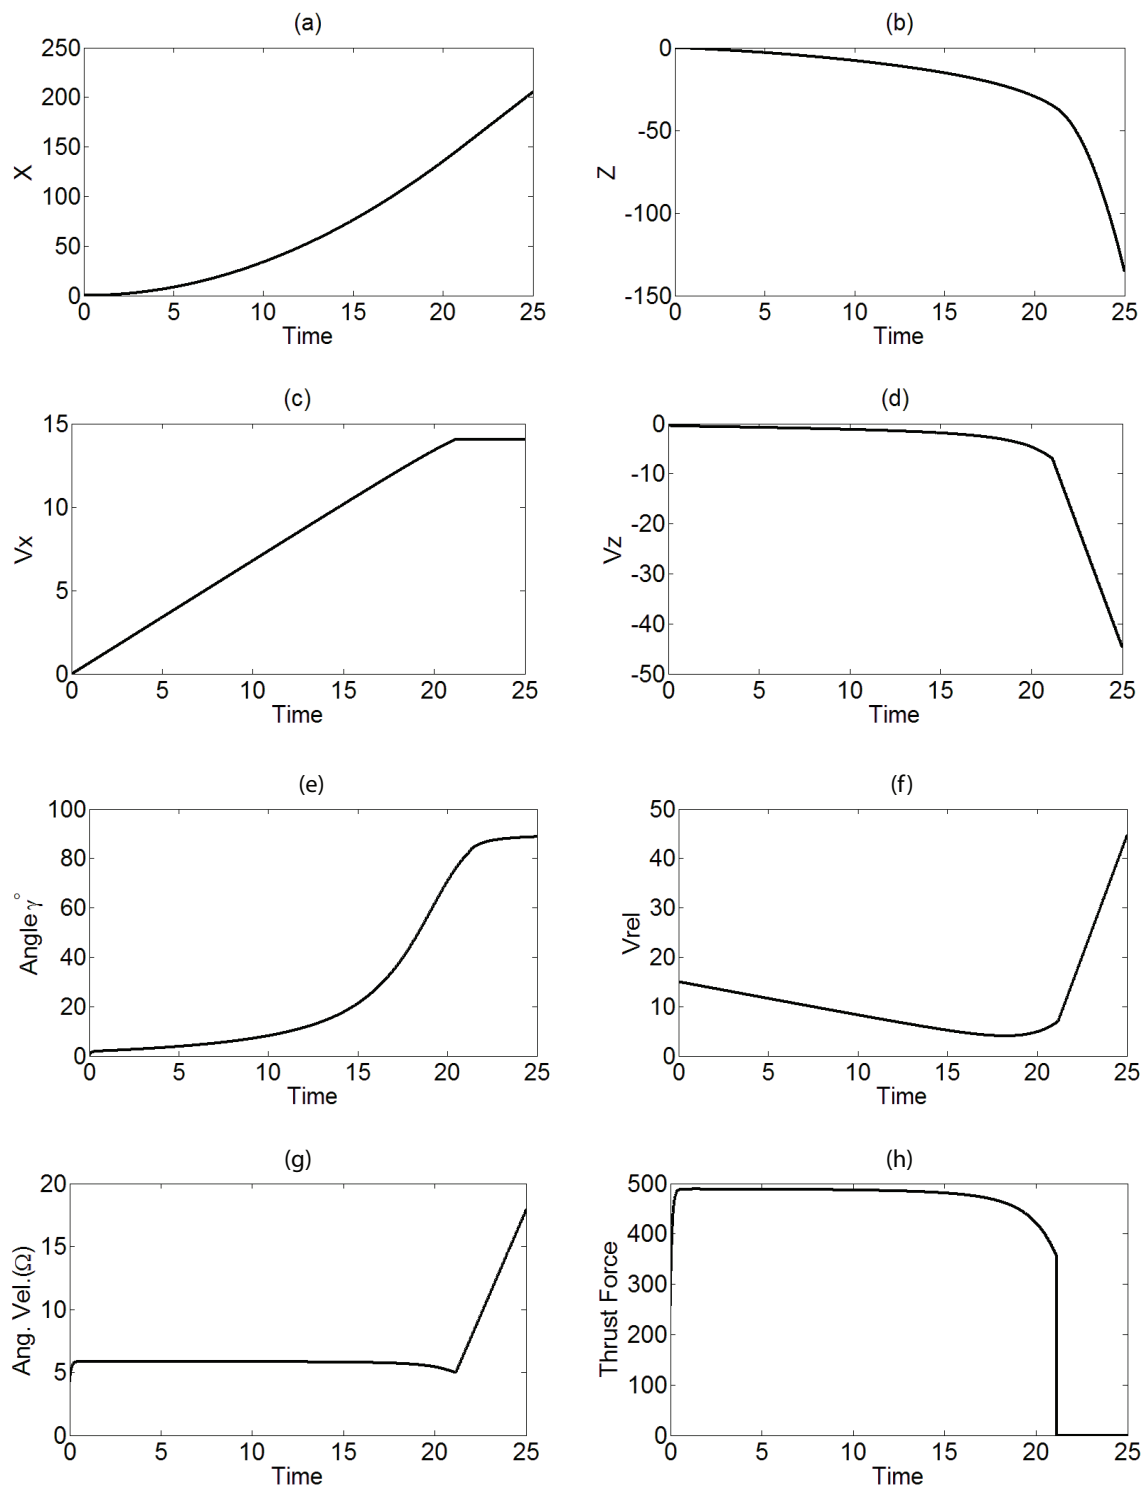 (a)
250
200
150
100
50
0
X
0 5 10 15 20 25
Time
(b)
0
-50
-100
-150
Z
0 5 10 15 20 25
Time
(c)
15
10
5
0
Vx
0 5 10 15 20 25
Time
(d)
0
-10
-20
-30
-40
-50
Vz
0 5 10 15 20 25
Time
(e)
100
80
60
40
20
0
Angle γ°
0 5 10 15 20 25
Time
(f)
50
40
30
20
10
0
Vrel
0 5 10 15 20 25
Time
(g)
20
15
10
5
0
Ang. Vel.(Ω)
0 5 10 15 20 25
Time
(h)
500
400
300
200
100
0
Thrust Force
0 5 10 15 20 25
Time